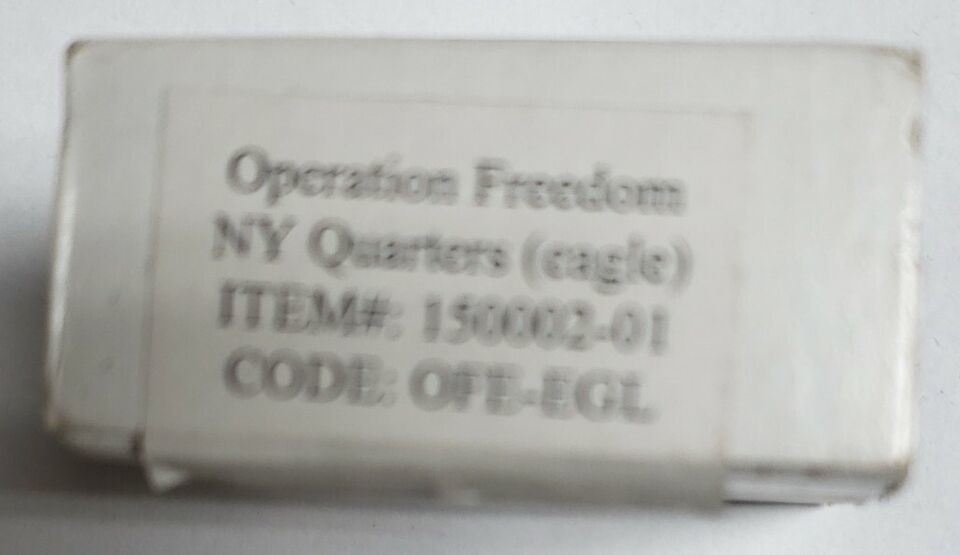 Operation Freedom
NY Quarters (eagle)
ITEM#: 150002-01
CODE: OFE-EGL